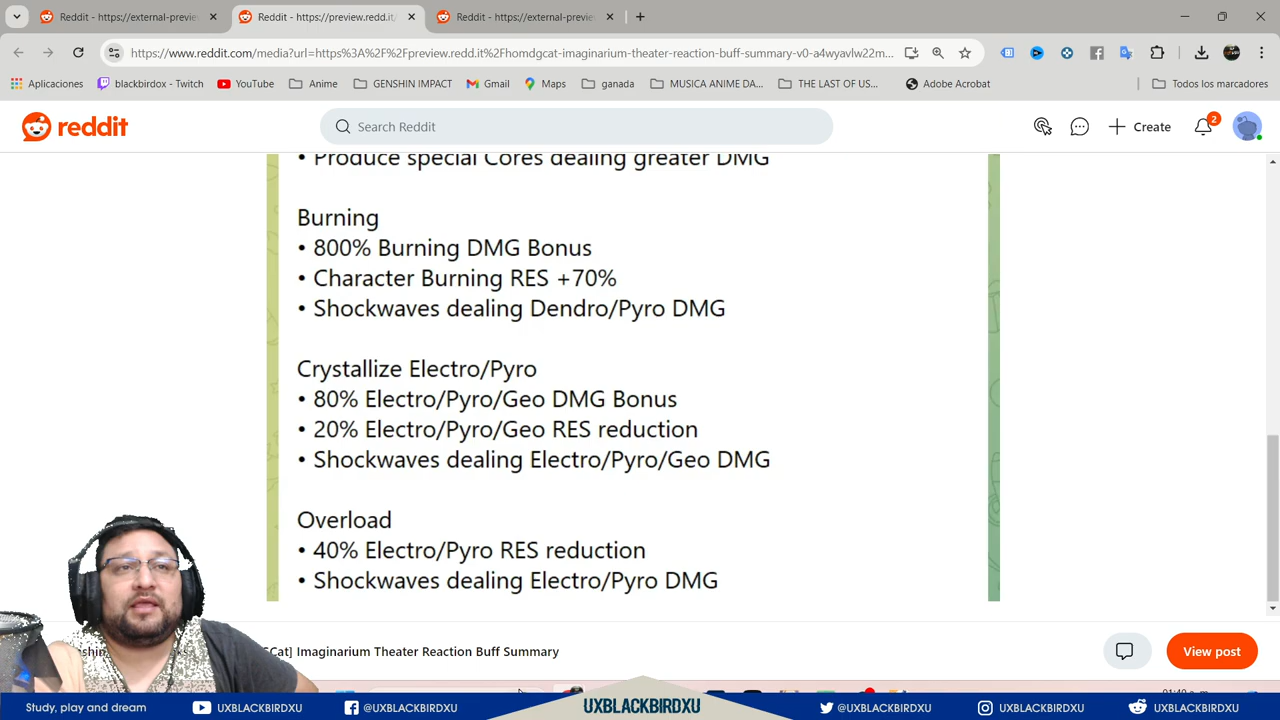 Reddit - https://external-previe
Reddit - https://preview.redd.it/
Reddit - https://external-previe
https://www.reddit.com/media?url=https%3A%2F%2Fpreview.redd.it%2Fhomdgcat-imaginarium-theater-reaction-buff-summary-v0-a4wyavlw22m...
Aplicaciones
blackbirdox - Twitch
YouTube
Anime
GENSHIN IMPACT
Gmail
Maps
ganada
MUSICA ANIME DA...
THE LAST OF US...
Adobe Acrobat
Todos los marcadores
reddit
Search Reddit
Create
2
• Produce special Cores dealing greater DMG
Burning
• 800% Burning DMG Bonus
• Character Burning RES +70%
• Shockwaves dealing Dendro/Pyro DMG
Crystallize Electro/Pyro
• 80% Electro/Pyro/Geo DMG Bonus
• 20% Electro/Pyro/Geo RES reduction
• Shockwaves dealing Electro/Pyro/Geo DMG
Overload
• 40% Electro/Pyro RES reduction
• Shockwaves dealing Electro/Pyro DMG
Imaginarium Theater Reaction Buff Summary
View post
Study, play and dream
UXBLACKBIRDXU
@UXBLACKBIRDXU
UXBLACKBIRDXU
@UXBLACKBIRDXU
UXBLACKBIRDXU
UXBLACKBIRDXU